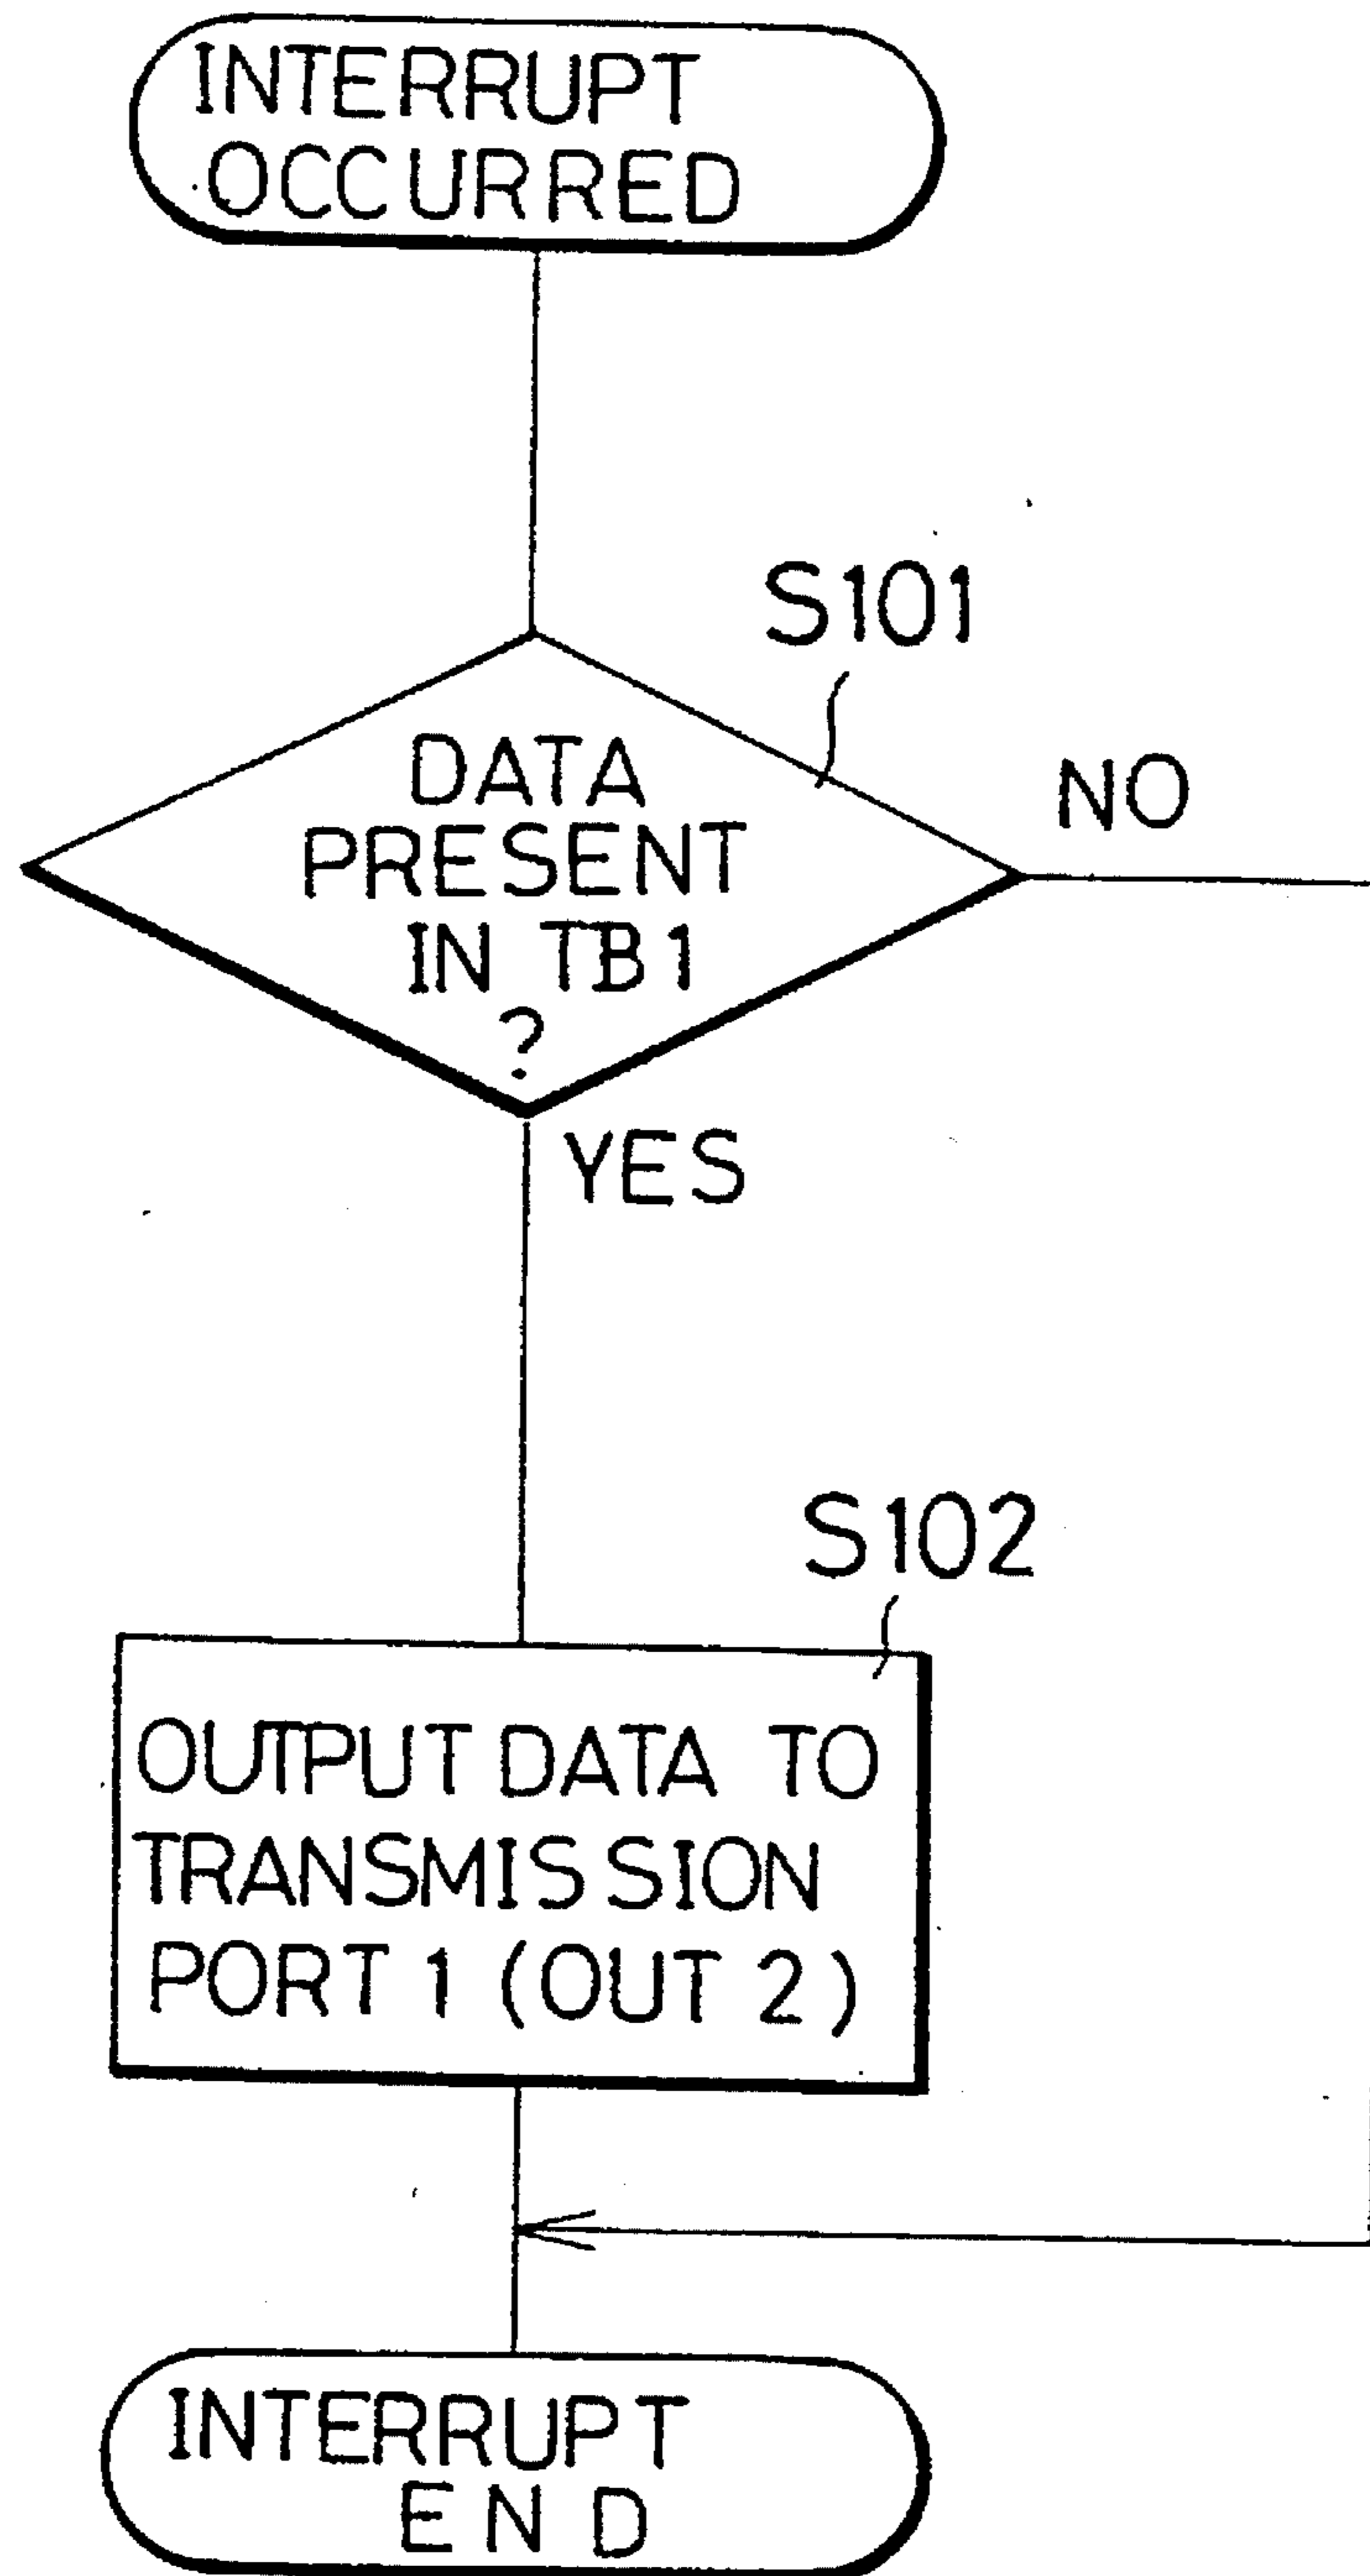 INTERRUPT
OCCURRED
S101
DATA
PRESENT
IN TB1
?
NO
YES
S102
OUTPUT DATA TO
TRANSMISSION
PORT 1 (OUT 2)
INTERRUPT
END